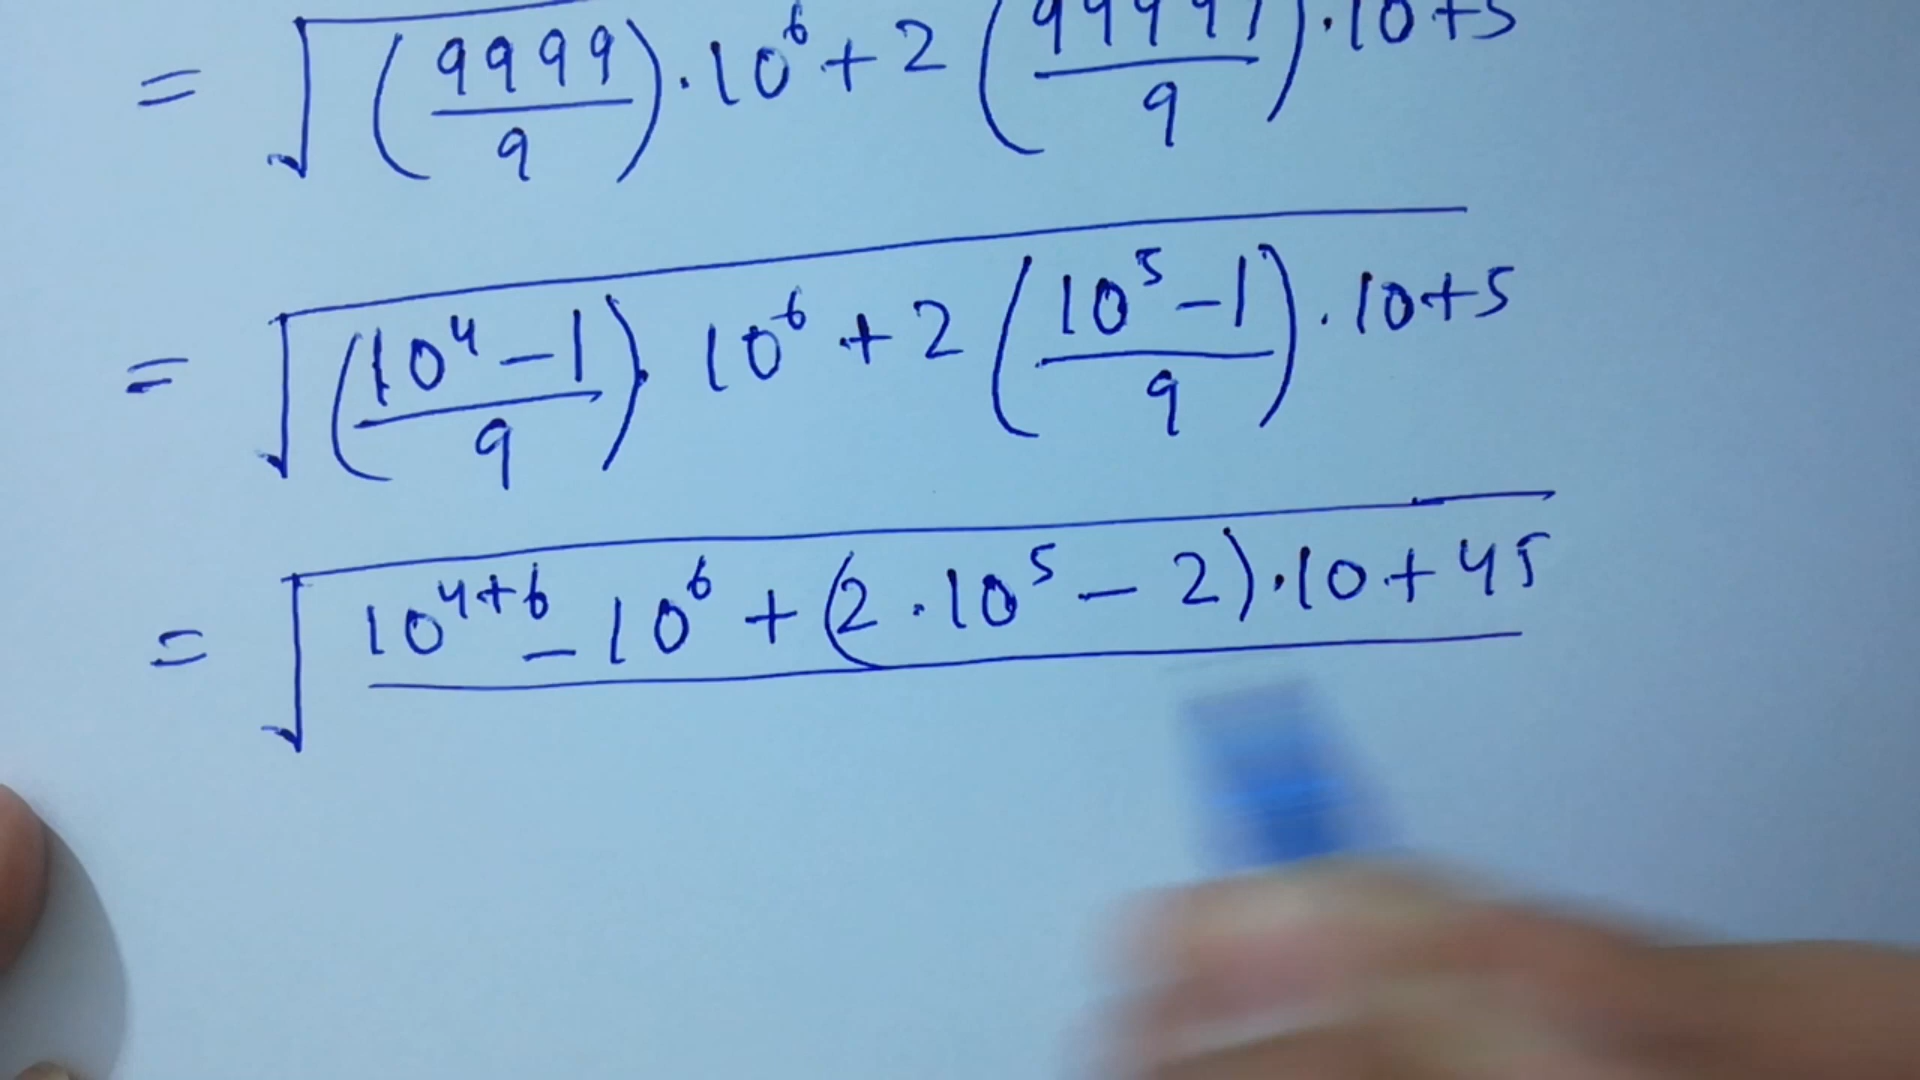 = √(9999/9)·10⁶+2(99999/9)·10+5
= √(10⁴-1/9)·10⁶+2(10⁵-1/9)·10+5
= √10⁴⁺⁶-10⁶+(2·10⁵-2)·10+45